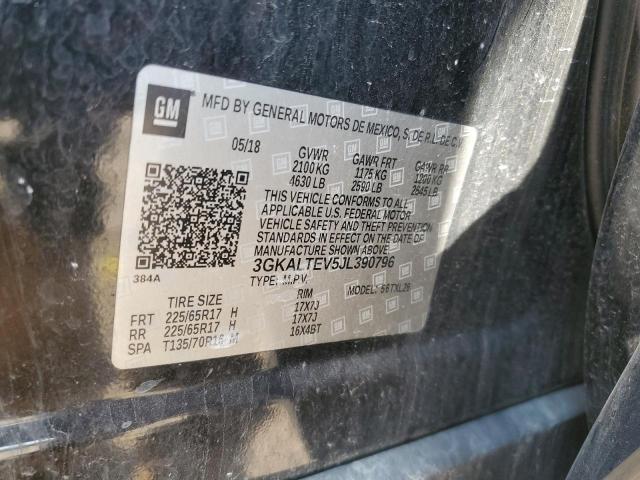 GM
MFD BY GENERAL MOTORS DE MEXICO, S. DE R.L. DE C.V.
05/18
GVWR GAWR FRT GAWR RR
2100 KG 1175 KG 1200 KG
4630 LB 2590 LB 2645 LB
THIS VEHICLE CONFORMS TO ALL
APPLICABLE U.S. FEDERAL MOTOR
VEHICLE SAFETY AND THEFT PREVENTION
STANDARDS IN EFFECT ON THE DATE OF
MANUFACTURE SHOWN ABOVE.
3GKALTEV5JL390796
TYPE: M.P.V. MODEL:
384A
TIRE SIZE RIM
FRT 225/65R17 H 17X7J
RR 225/65R17 H 17X7J
SPA T135/70R16 M 16X4BT